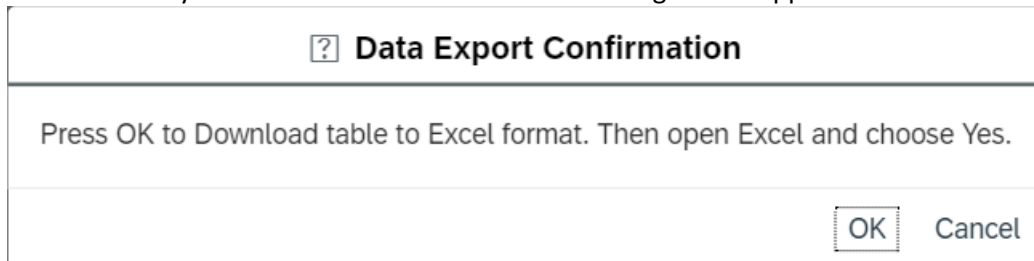 Data Export Confirmation
Press OK to Download table to Excel format. Then open Excel and choose Yes.
OK Cancel